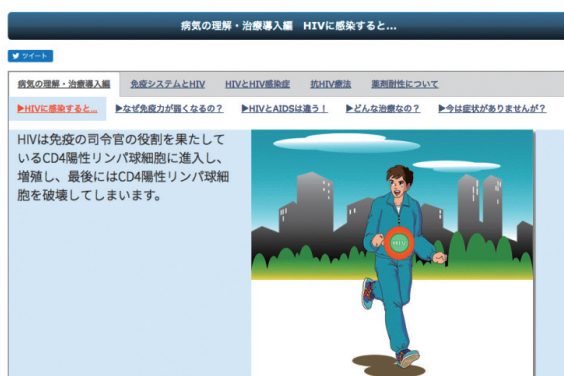 病気の理解・治療導入編 HIVに感染すると...
ツイート
病気の理解・治療導入編 免疫システムとHIV HIVとHIV感染症 抗HIV療法 薬剤耐性について
▶HIVに感染すると... ▶なぜ免疫力が弱くなるの？ ▶HIVとAIDSは違う！ ▶どんな治療なの？ ▶今は症状がありませんが？
HIVは免疫の司令官の役割を果たして
いるCD4陽性リンパ球細胞に進入し、
増殖し、最後にはCD4陽性リンパ球細
胞を破壊してしまいます。